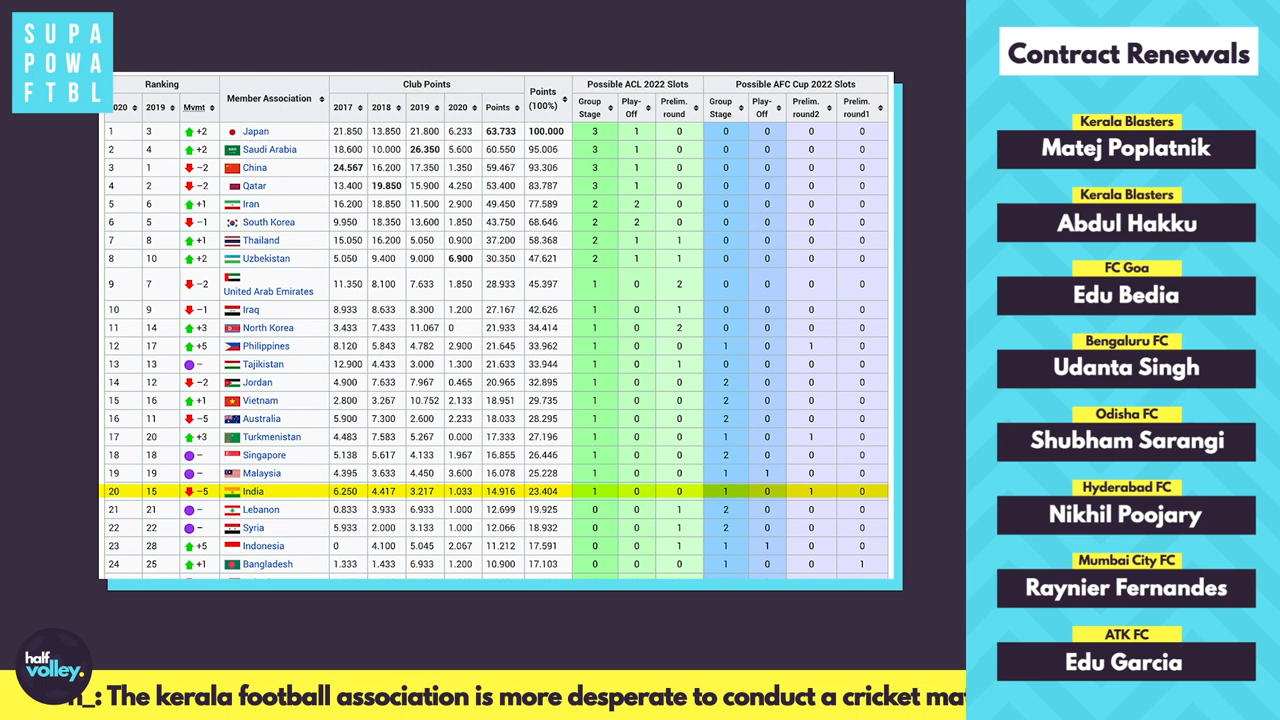 SUPA
POWA
FTBL
Ranking Club Points Points (100%) Possible ACL 2022 Slots Possible AFC Cup 2022 Slots
2020 2019 Mvmt Member Association 2017 2018 2019 2020 Points Group Stage Play-Off Prelim. round Group Stage Play-Off Prelim. round2 Prelim. round1
1 3 +2 Japan 21.850 13.850 21.800 6.233 63.733 100.000 3 1 0 0 0 0 0
2 4 +2 Saudi Arabia 18.600 10.000 26.350 5.600 60.550 95.006 3 1 0 0 0 0 0
3 1 −2 China 24.567 16.200 17.350 1.350 59.467 93.306 3 1 0 0 0 0 0
4 2 −2 Qatar 13.400 19.850 15.900 4.250 53.400 83.787 3 1 0 0 0 0 0
5 6 +1 Iran 16.200 18.850 11.500 2.900 49.450 77.589 2 2 0 0 0 0 0
6 5 −1 South Korea 9.950 18.350 13.600 1.850 43.750 68.646 2 2 0 0 0 0 0
7 8 +1 Thailand 15.050 16.200 5.050 0.900 37.200 58.368 2 1 1 0 0 0 0
8 10 +2 Uzbekistan 5.050 9.400 9.000 6.900 30.350 47.621 2 1 1 0 0 0 0
9 7 −2 United Arab Emirates 11.350 8.100 7.633 1.850 28.933 45.397 1 0 2 0 0 0 0
10 9 −1 Iraq 8.933 8.633 8.300 1.200 27.167 42.626 1 0 1 0 0 0 0
11 14 +3 North Korea 3.433 7.433 11.067 0 21.933 34.414 1 0 2 0 0 0 0
12 17 +5 Philippines 8.120 5.843 4.782 2.900 21.645 33.962 1 0 0 1 0 1 0
13 13 – Tajikistan 12.900 4.433 3.000 1.300 21.633 33.944 1 0 1 0 0 0 0
14 12 −2 Jordan 4.900 7.633 7.967 0.465 20.965 32.895 1 0 0 2 0 0 0
15 16 +1 Vietnam 2.800 3.267 10.752 2.133 18.951 29.735 1 0 0 2 0 0 0
16 11 −5 Australia 5.900 7.300 2.600 2.233 18.033 28.295 1 0 0 2 0 0 0
17 20 +3 Turkmenistan 4.483 7.583 5.267 0.000 17.333 27.196 1 0 0 1 0 1 0
18 18 – Singapore 5.138 5.617 4.133 1.967 16.855 26.446 1 0 0 2 0 0 0
19 19 – Malaysia 4.395 3.633 4.450 3.600 16.078 25.228 1 0 0 1 1 0 0
20 15 −5 India 6.250 4.417 3.217 1.033 14.916 23.404 1 0 0 1 0 1 0
21 21 – Lebanon 0.833 3.933 6.933 1.000 12.699 19.925 0 0 1 2 0 0 0
22 22 – Syria 5.933 2.000 3.133 1.000 12.066 18.932 0 0 1 2 0 0 0
23 28 +5 Indonesia 0 4.100 5.045 2.067 11.212 17.591 0 0 1 1 1 0 0
24 25 +1 Bangladesh 1.333 1.433 6.933 1.200 10.900 17.103 0 0 0 1 0 0 1
Contract Renewals
Kerala Blasters
Matej Poplatnik
Kerala Blasters
Abdul Hakku
FC Goa
Edu Bedia
Bengaluru FC
Udanta Singh
Odisha FC
Shubham Sarangi
Hyderabad FC
Nikhil Poojary
Mumbai City FC
Raynier Fernandes
ATK FC
Edu Garcia
half
volley.
_: The kerala football association is more desperate to conduct a cricket